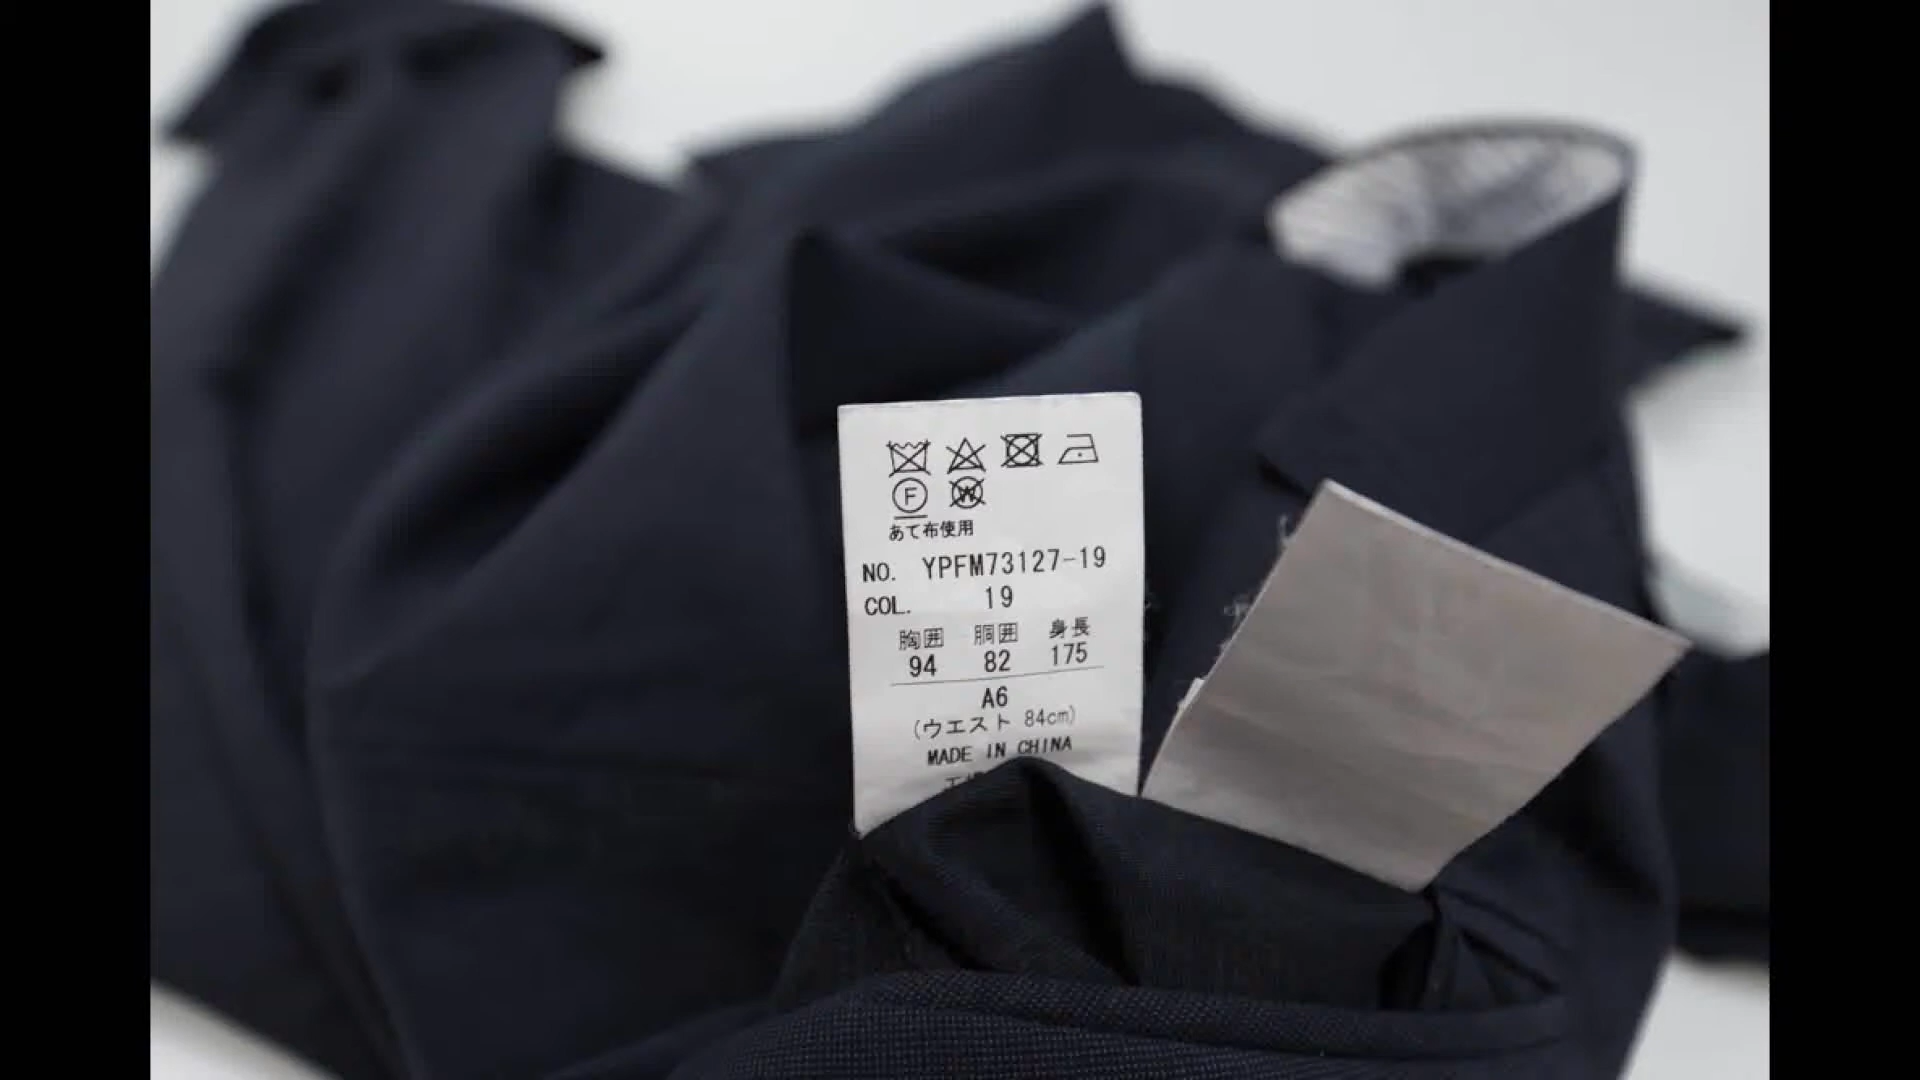 F W
あて布使用
NO. YPFM73127-19
COL. 19
胸囲 胴囲 身長
94 82 175
A6
(ウエスト 84cm)
MADE IN CHINA